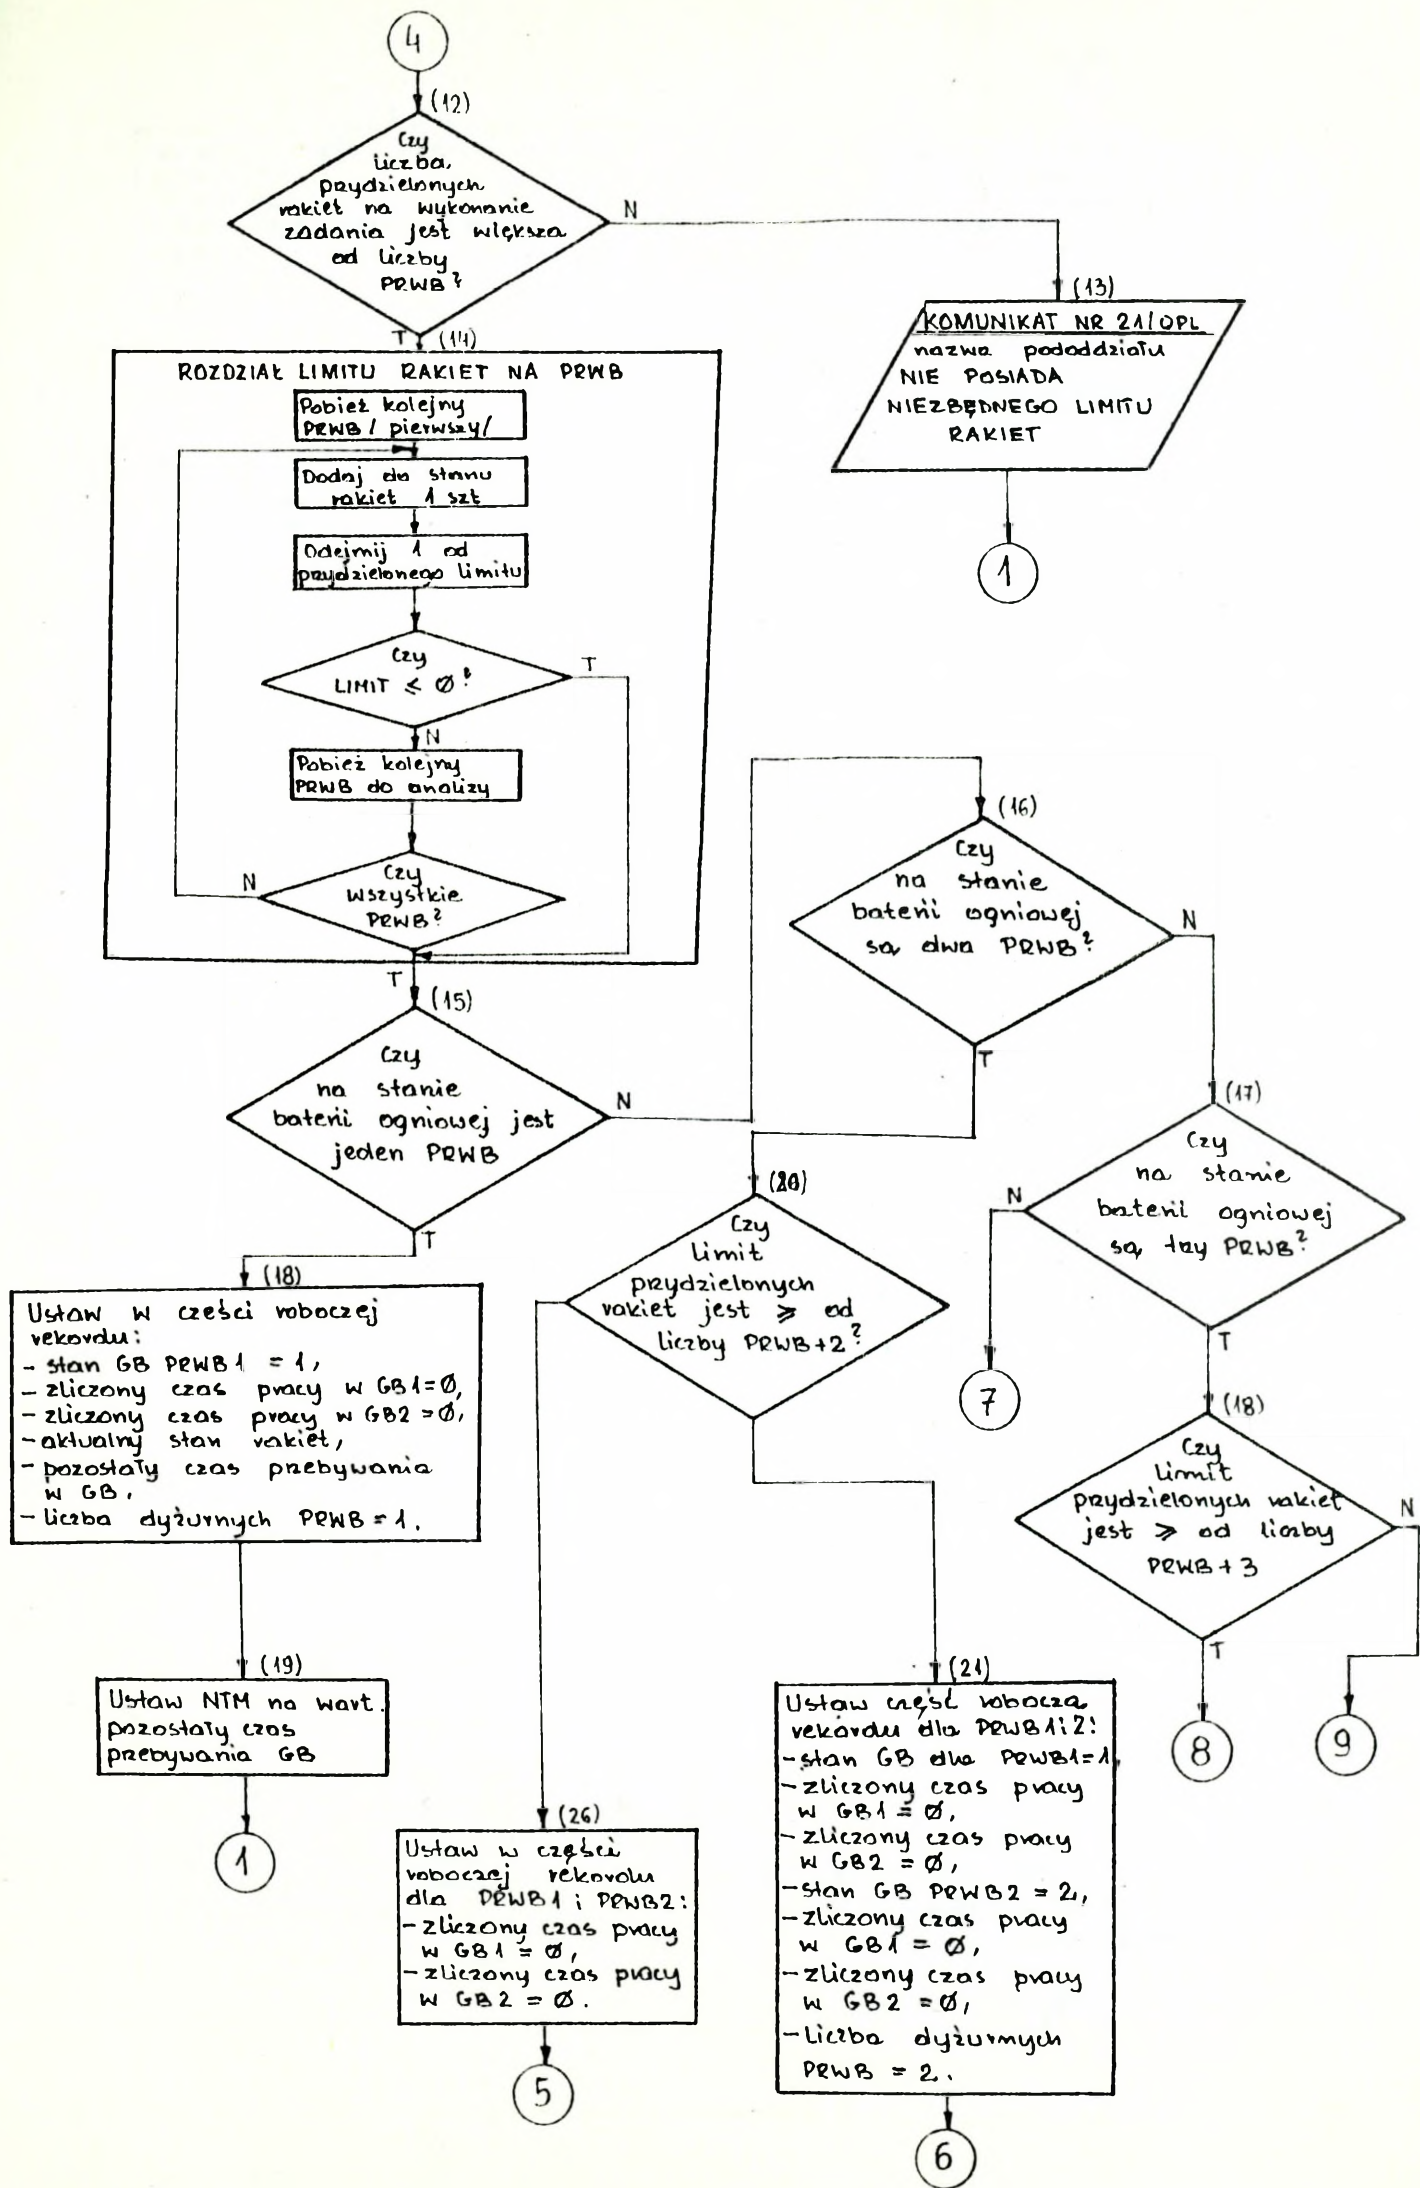 4
(12)
Czy
liczba
przydzielonych
rakiet na wykonanie
zadania jest większa
od liczby
PRWB?
N
T
(13)
KOMUNIKAT NR 21/OPL
nazwa pododdziału
NIE POSIADA
NIEZBĘDNEGO LIMITU
RAKIET
1
(14)
ROZDZIAŁ LIMITU RAKIET NA PRWB
Pobierz kolejny
PRWB / pierwszy/
Dodaj do stanu
rakiet 1 szt
Odejmij 1 od
przydzielonego limitu
Czy
LIMIT ≤ Ø?
T
N
Pobierz kolejny
PRWB do analizy
Czy
wszystkie
PRWB?
N
T
(15)
Czy
na stanie
baterii ogniowej jest
jeden PRWB
N
T
(16)
Czy
na stanie
baterii ogniowej
są dwa PRWB?
N
T
(17)
Czy
na stanie
baterii ogniowej
są trzy PRWB?
N
T
7
(18)
Ustaw w cześci roboczej
rekordu:
- stan GB PRWB1 = 1,
- zliczony czas pracy w GB1=Ø,
- zliczony czas pracy w GB2=Ø,
- aktualny stan rakiet,
- pozostały czas przebywania
w GB,
- liczba dyżurnych PRWB = 1.
(20)
Czy
limit
przydzielonych
rakiet jest ≥ od
liczby PRWB+2?
(18)
Czy
limit
przydzielonych rakiet
jest ≥ od liczby
PRWB + 3
N
T
8
9
(19)
Ustaw NTM na wart.
pozostały czas
przebywania GB
1
(26)
Ustaw w części
roboczej rekordu
dla PRWB1 i PRWB2:
- zliczony czas pracy
w GB1 = Ø,
- zliczony czas pracy
w GB2 = Ø.
5
(21)
Ustaw część robocza
rekordu dla PRWB1i2:
- stan GB dla PRWB1=1,
- zliczony czas pracy
w GB1 = Ø,
- zliczony czas pracy
w GB2 = Ø,
- stan GB PRWB2 = 2,
- zliczony czas pracy
w GB1 = Ø,
- zliczony czas pracy
w GB2 = Ø,
- liczba dyżurnych
PRWB = 2.
6